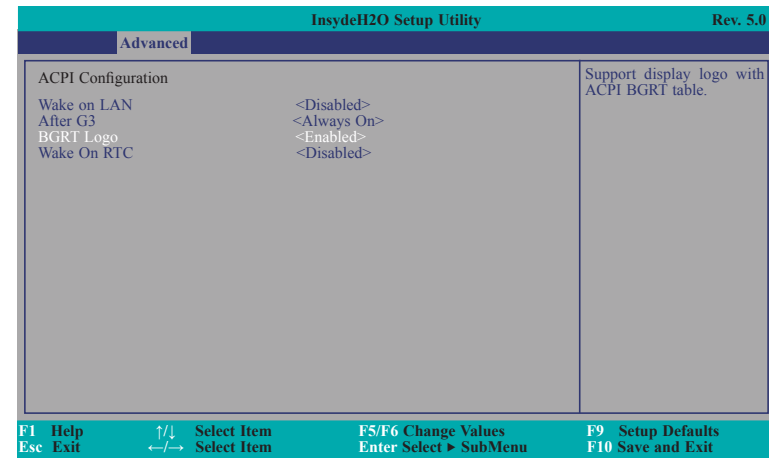 InsydeH2O Setup Utility Rev. 5.0
Advanced
ACPI Configuration
Wake on LAN <Disabled>
After G3 <Always On>
BGRT Logo <Enabled>
Wake On RTC <Disabled>
Support display logo with
ACPI BGRT table.
F1 Help ↑/↓ Select Item F5/F6 Change Values F9 Setup Defaults
Esc Exit ←/→ Select Item Enter Select ► SubMenu F10 Save and Exit